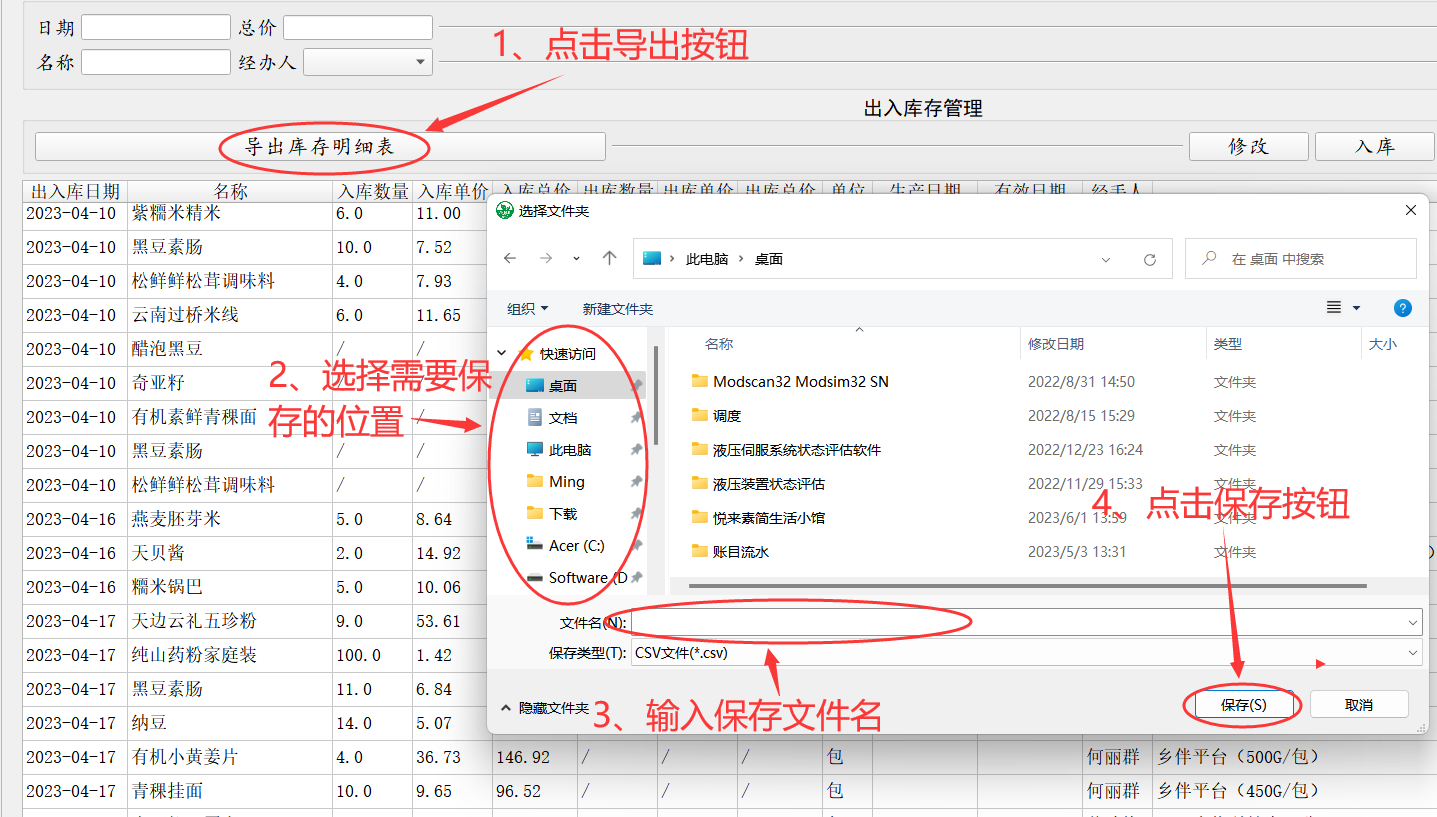 日期 总价
名称 经办人
1、点击导出按钮
出入库存管理
导出库存明细表 修改 入库
出入库日期 名称 入库数量 入库单价 入库总价 出库数量 出库单价 出库总价 单位 生产日期 有效日期 经手人
2023-04-10 紫糯米精米 6.0 11.00
2023-04-10 黑豆素肠 10.0 7.52
2023-04-10 松鲜鲜松茸调味料 4.0 7.93
2023-04-10 云南过桥米线 6.0 11.65
2023-04-10 醋泡黑豆 / /
2023-04-10 奇亚籽
2023-04-10 有机素鲜青稞面 /
2023-04-10 黑豆素肠 / /
2023-04-10 松鲜鲜松茸调味料 / /
2023-04-16 燕麦胚芽米 5.0 8.64
2023-04-16 天贝酱 2.0 14.92
2023-04-16 糯米锅巴 5.0 10.06
2023-04-17 天边云礼五珍粉 9.0 53.61
2023-04-17 纯山药粉家庭装 100.0 1.42
2023-04-17 黑豆素肠 11.0 6.84
2023-04-17 纳豆 14.0 5.07
2023-04-17 有机小黄姜片 4.0 36.73 146.92 / / / 包 何丽群 乡伴平台（500G/包）
2023-04-17 青稞挂面 10.0 9.65 96.52 / / / 包 何丽群 乡伴平台（450G/包）
2、选择需要保
存的位置
选择文件夹
此电脑 › 桌面
在 桌面 中搜索
组织 新建文件夹
快速访问
桌面
文档
此电脑
Ming
下载
Acer (C:)
Software (D
名称 修改日期 类型 大小
Modscan32 Modsim32 SN 2022/8/31 14:50 文件夹
调度 2022/8/15 15:29 文件夹
液压伺服系统状态评估软件 2022/12/23 16:24 文件夹
液压装置状态评估 2022/11/29 15:33 文件夹
悦来素简生活小馆 2023/6/1 13:59 文件夹
账目流水 2023/5/3 13:31 文件夹
4、点击保存按钮
文件名(N):
保存类型(T): CSV文件(*.csv)
隐藏文件夹
3、输入保存文件名
保存(S) 取消